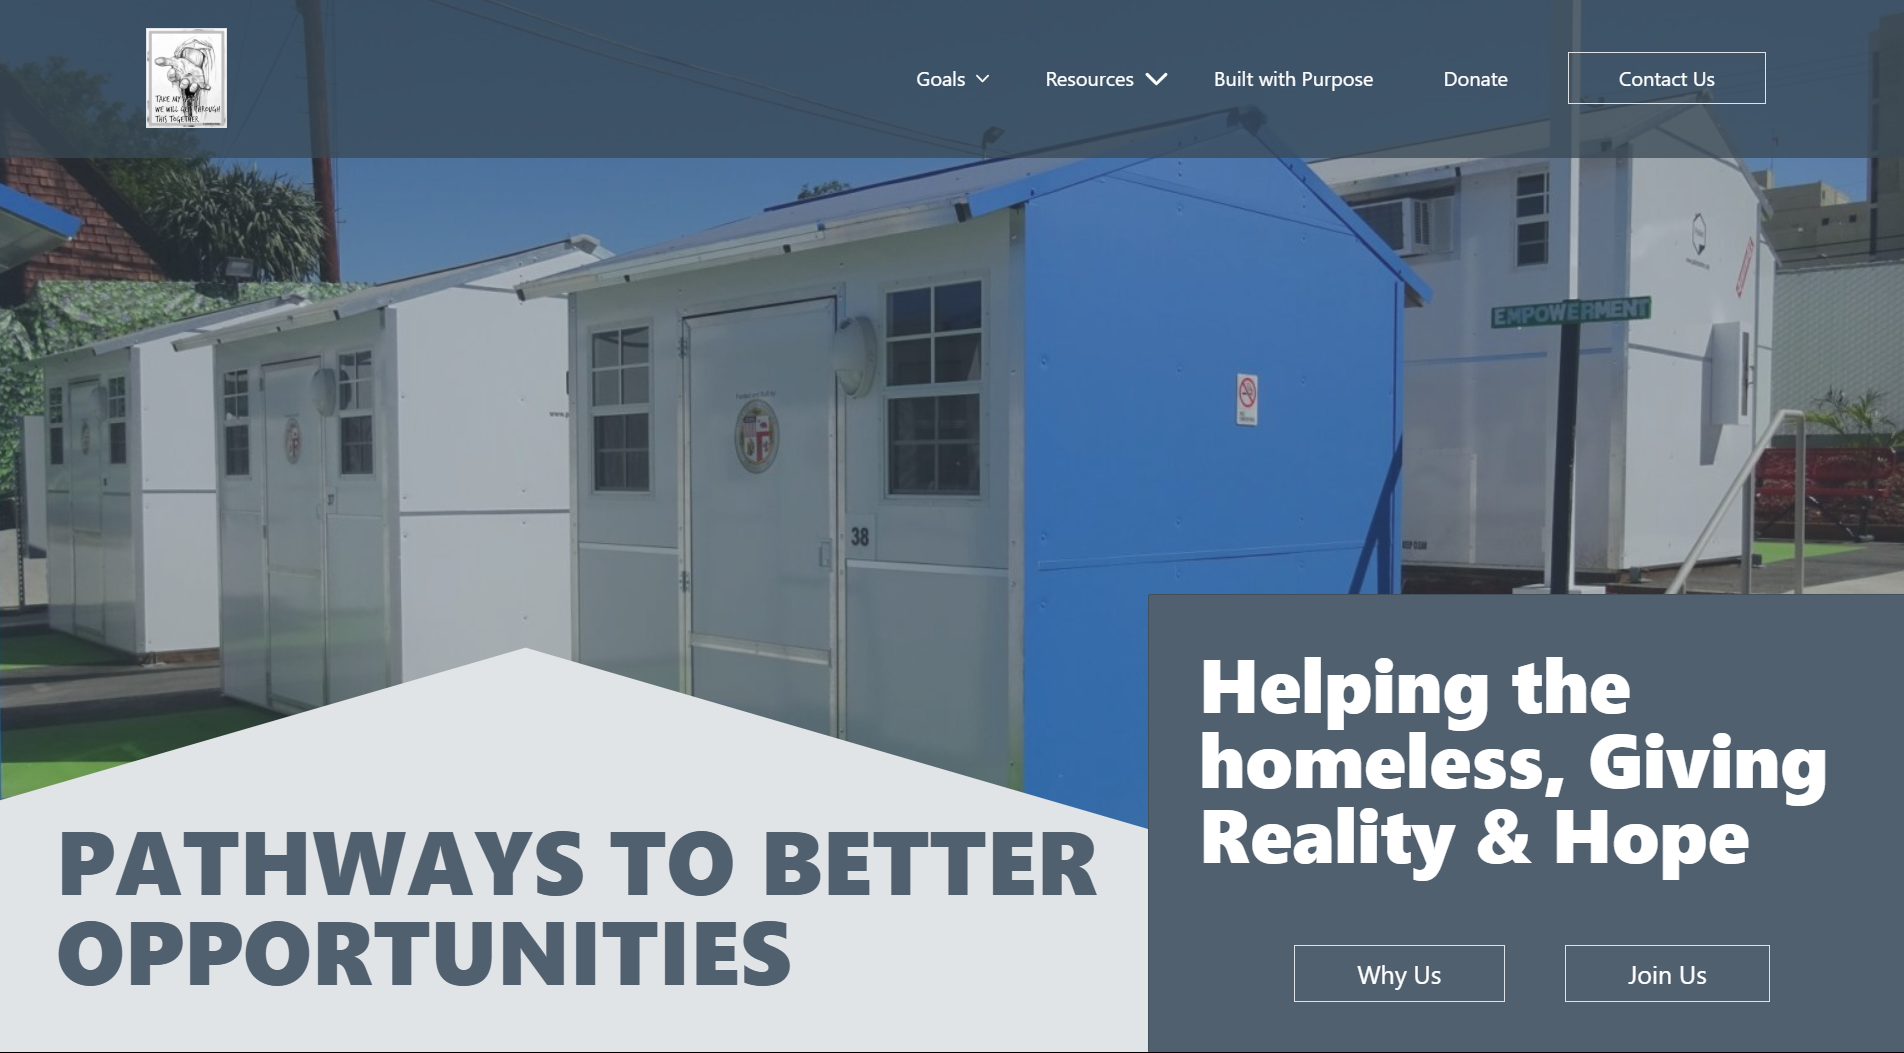 TAKE MY
WE WILL GET THROUGH
THIS TOGETHER
Goals
Resources
Built with Purpose
Donate
Contact Us
EMPOWERMENT
38
37
PATHWAYS TO BETTER
OPPORTUNITIES
Helping the
homeless, Giving
Reality & Hope
Why Us
Join Us